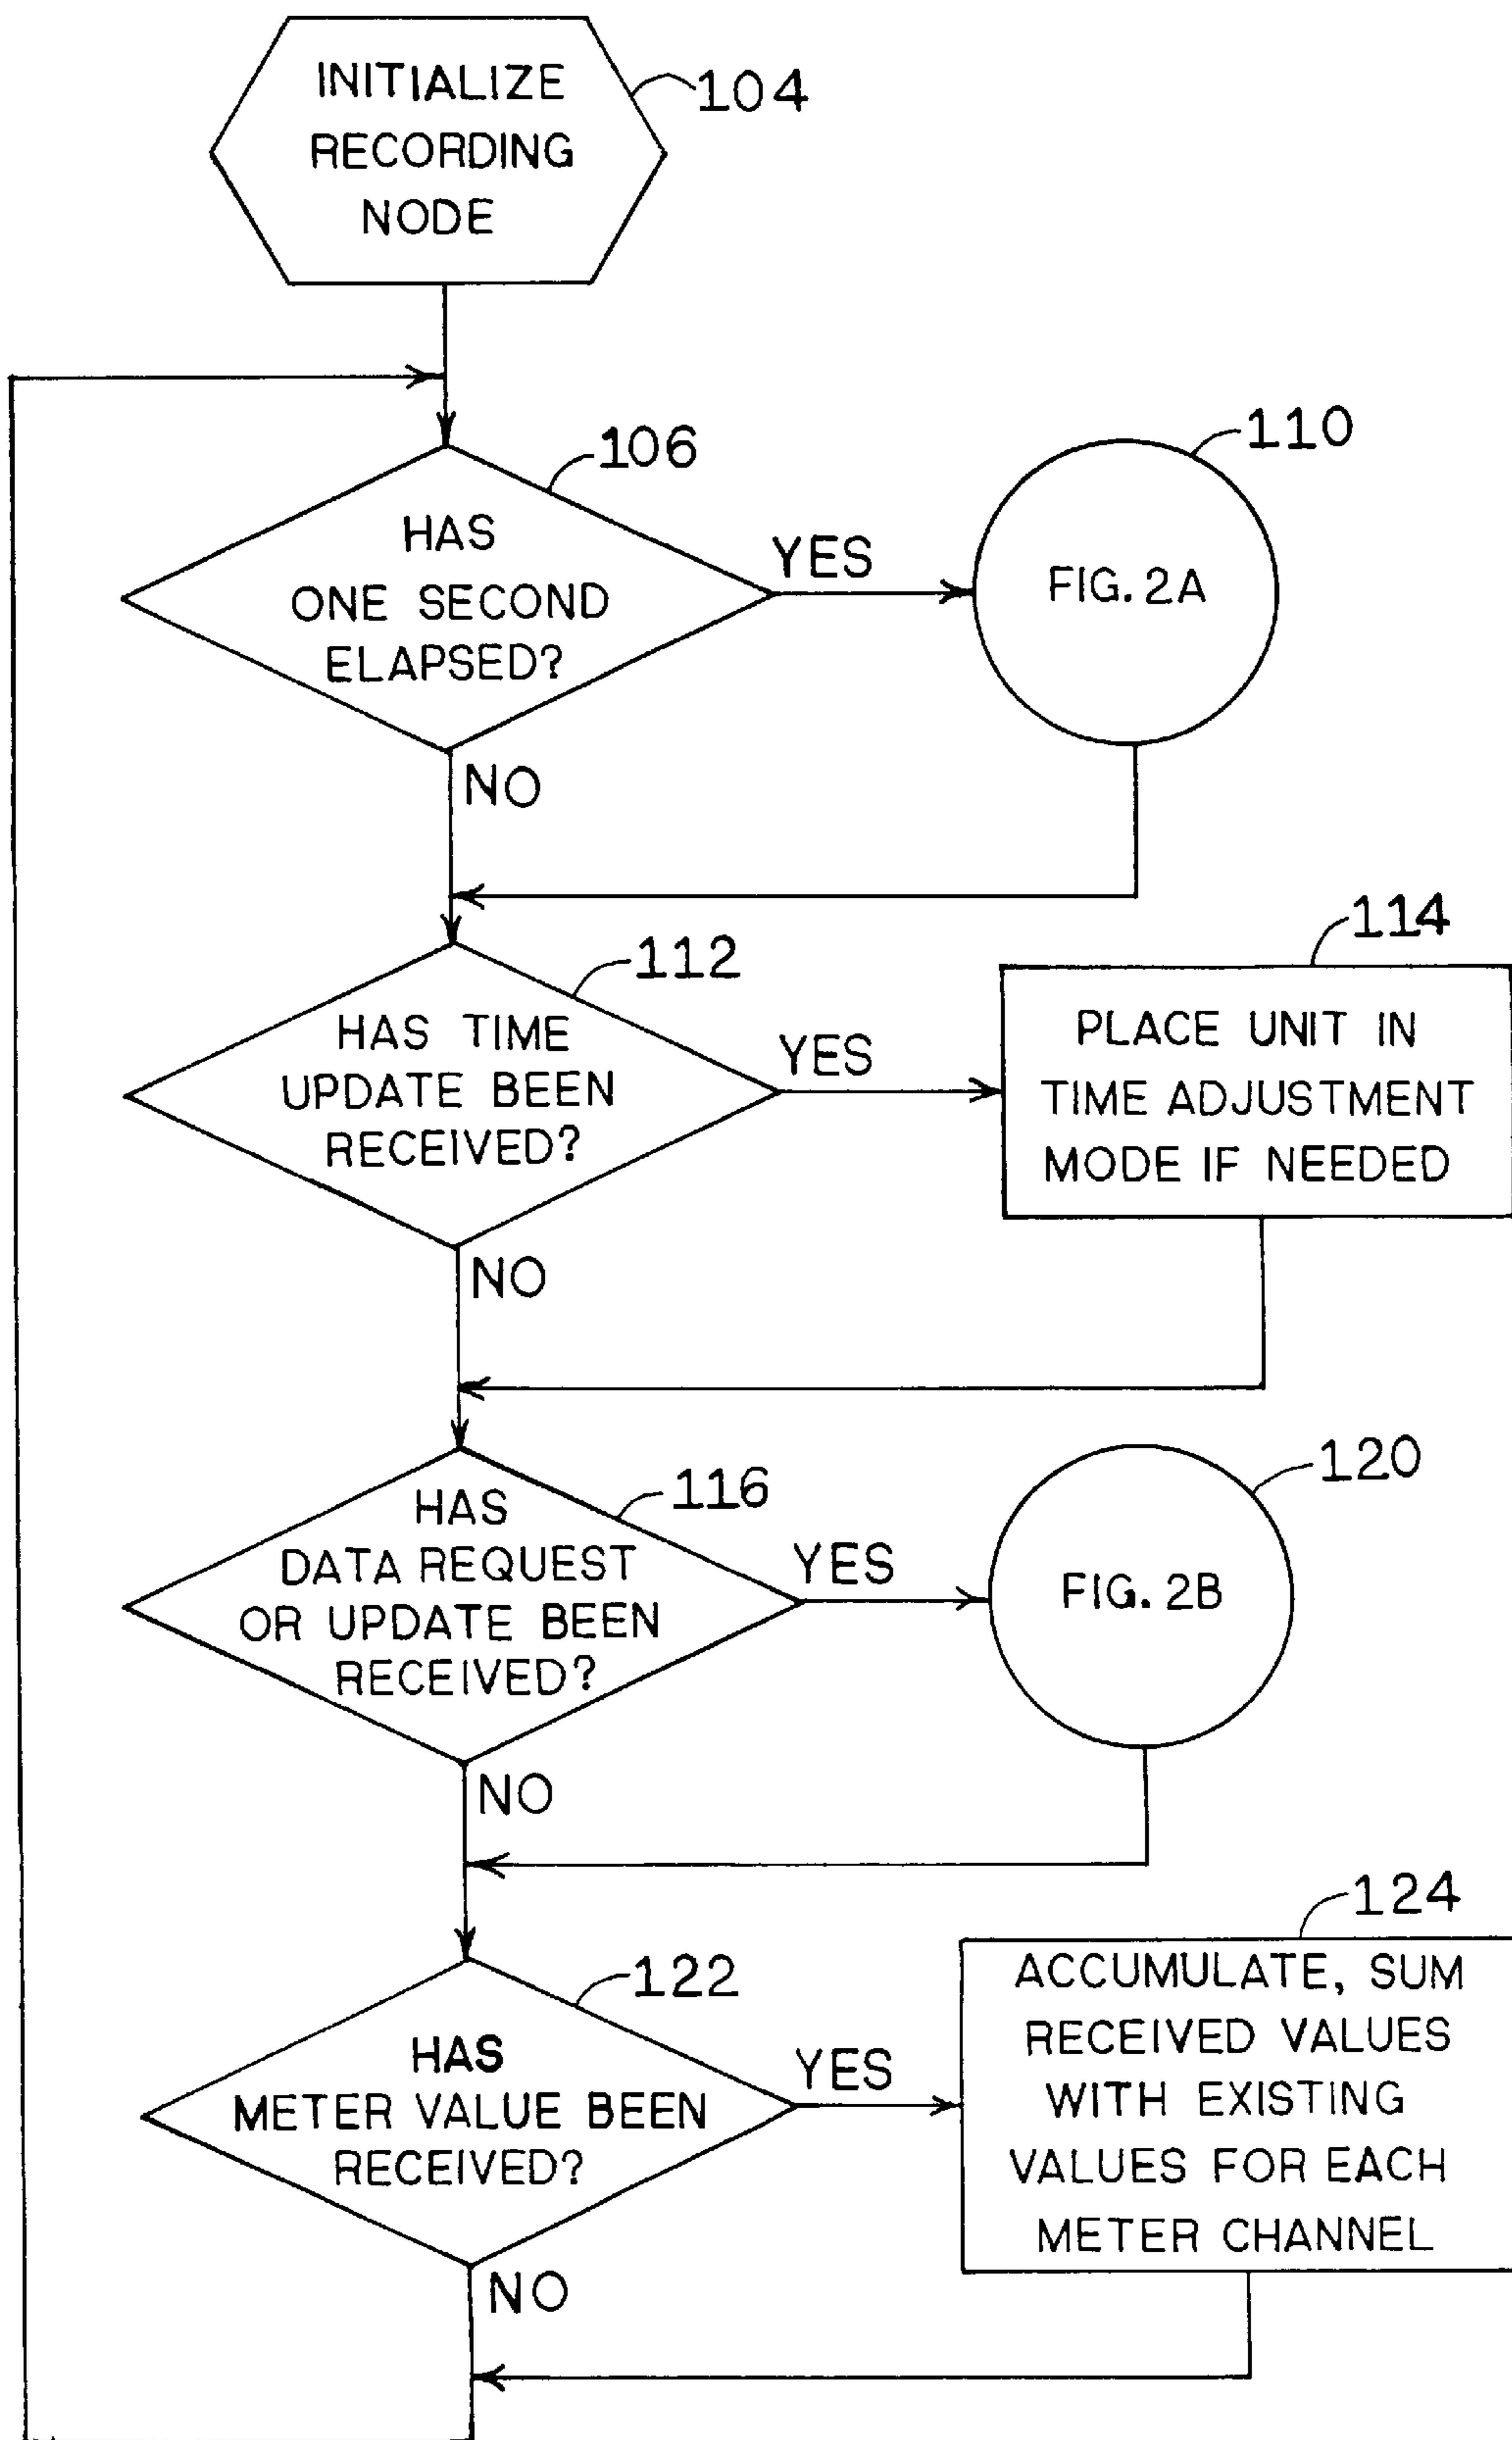 INITIALIZE
RECORDING
NODE
104
106
HAS
ONE SECOND
ELAPSED?
YES
110
FIG. 2A
NO
112
HAS TIME
UPDATE BEEN
RECEIVED?
YES
114
PLACE UNIT IN
TIME ADJUSTMENT
MODE IF NEEDED
NO
116
HAS
DATA REQUEST
OR UPDATE BEEN
RECEIVED?
YES
120
FIG. 2B
NO
122
HAS
METER VALUE BEEN
RECEIVED?
YES
124
ACCUMULATE, SUM
RECEIVED VALUES
WITH EXISTING
VALUES FOR EACH
METER CHANNEL
NO